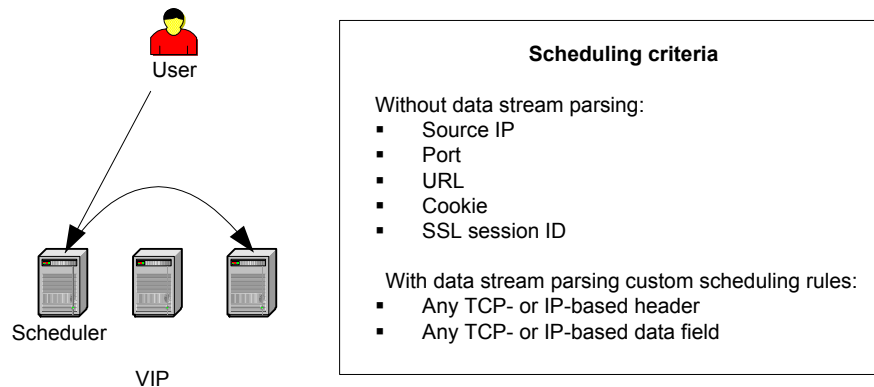 User
Scheduler
VIP
Scheduling criteria
Without data stream parsing:
▪ Source IP
▪ Port
▪ URL
▪ Cookie
▪ SSL session ID
With data stream parsing custom scheduling rules:
▪ Any TCP- or IP-based header
▪ Any TCP- or IP-based data field